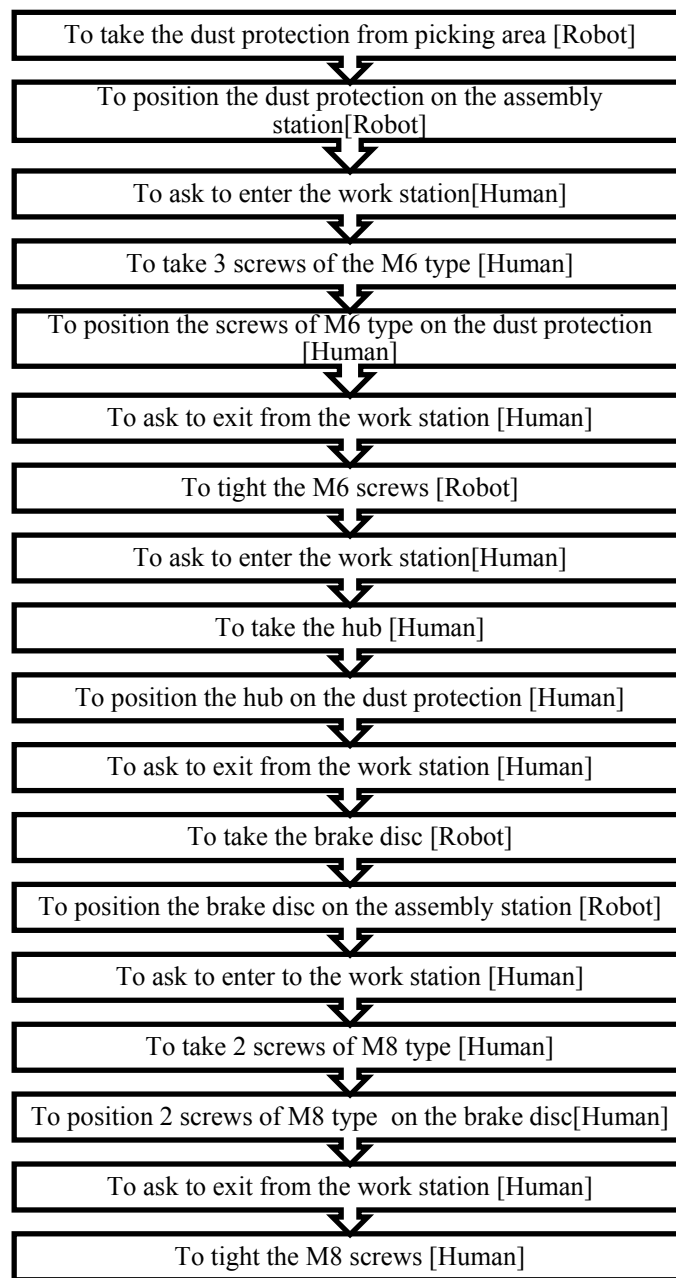 To take the dust protection from picking area [Robot]
To position the dust protection on the assembly
station[Robot]
To ask to enter the work station[Human]
To take 3 screws of the M6 type [Human]
To position the screws of M6 type on the dust protection
[Human]
To ask to exit from the work station [Human]
To tight the M6 screws [Robot]
To ask to enter the work station[Human]
To take the hub [Human]
To position the hub on the dust protection [Human]
To ask to exit from the work station [Human]
To take the brake disc [Robot]
To position the brake disc on the assembly station [Robot]
To ask to enter to the work station [Human]
To take 2 screws of M8 type [Human]
To position 2 screws of M8 type  on the brake disc[Human]
To ask to exit from the work station [Human]
To tight the M8 screws [Human]